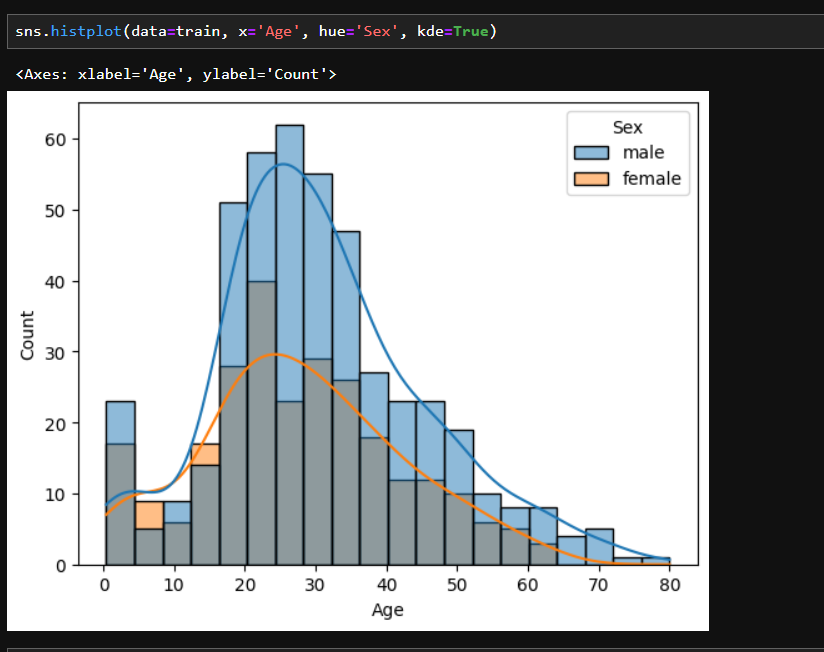 sns.histplot(data=train, x='Age', hue='Sex', kde=True)
<Axes: xlabel='Age', ylabel='Count'>
Sex
male
female
60
50
40
30
20
10
0
Count
0 10 20 30 40 50 60 70 80
Age